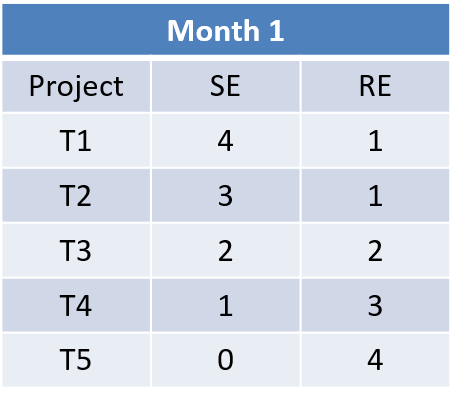 Month 1
Project SE RE
T1 4 1
T2 3 1
T3 2 2
T4 1 3
T5 0 4